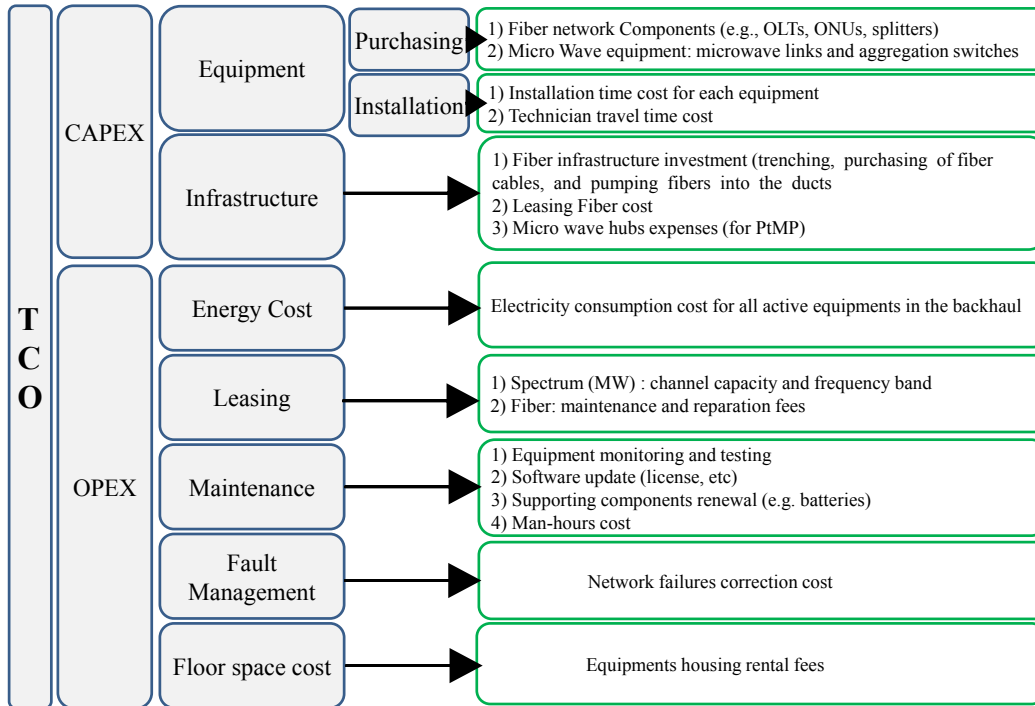 TCO
CAPEX
Equipment
Purchasing
1) Fiber network Components (e.g., OLTs, ONUs, splitters)
2) Micro Wave equipment: microwave links and aggregation switches
Installation
1) Installation time cost for each equipment
2) Technician travel time cost
Infrastructure
1) Fiber infrastructure investment (trenching, purchasing of fiber
cables, and pumping fibers into the ducts
2) Leasing Fiber cost
3) Micro wave hubs expenses (for PtMP)
OPEX
Energy Cost
Electricity consumption cost for all active equipments in the backhaul
Leasing
1) Spectrum (MW) : channel capacity and frequency band
2) Fiber: maintenance and reparation fees
Maintenance
1) Equipment monitoring and testing
2) Software update (license, etc)
3) Supporting components renewal (e.g. batteries)
4) Man-hours cost
Fault
Management
Network failures correction cost
Floor space cost
Equipments housing rental fees